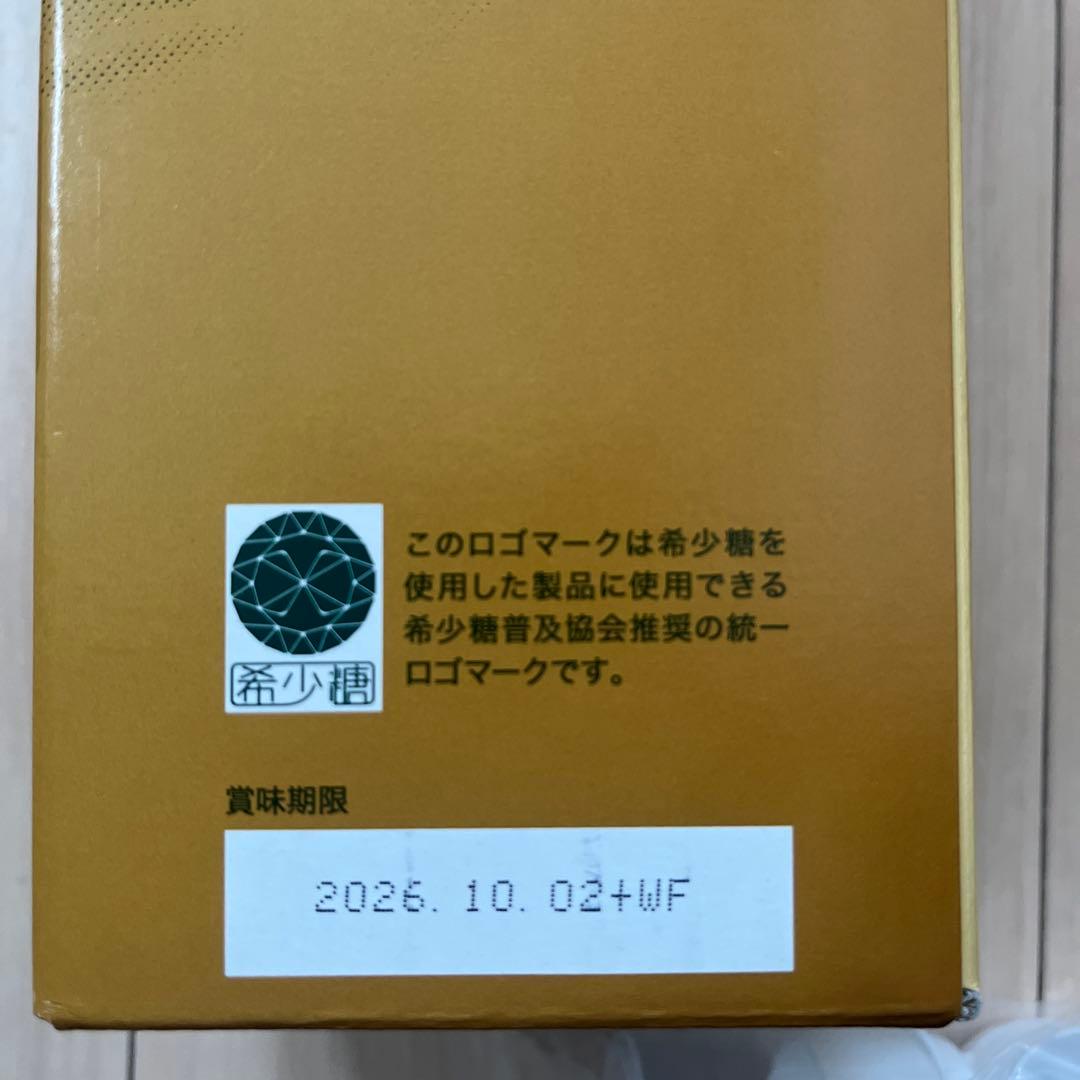 希少糖
このロゴマークは希少糖を
使用した製品に使用できる
希少糖普及協会推奨の統一
ロゴマークです。
賞味期限
2026. 10. 02+WF